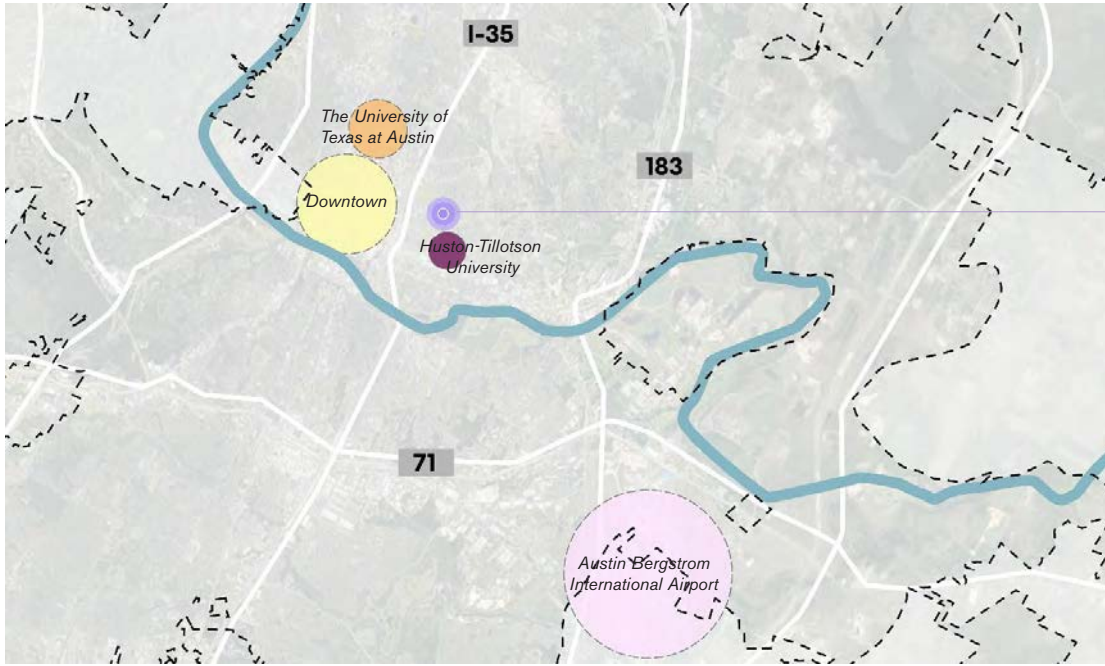 I-35
The University of
Texas at Austin
183
Downtown
Huston-Tillotson
University
71
Austin Bergstrom
International Airport